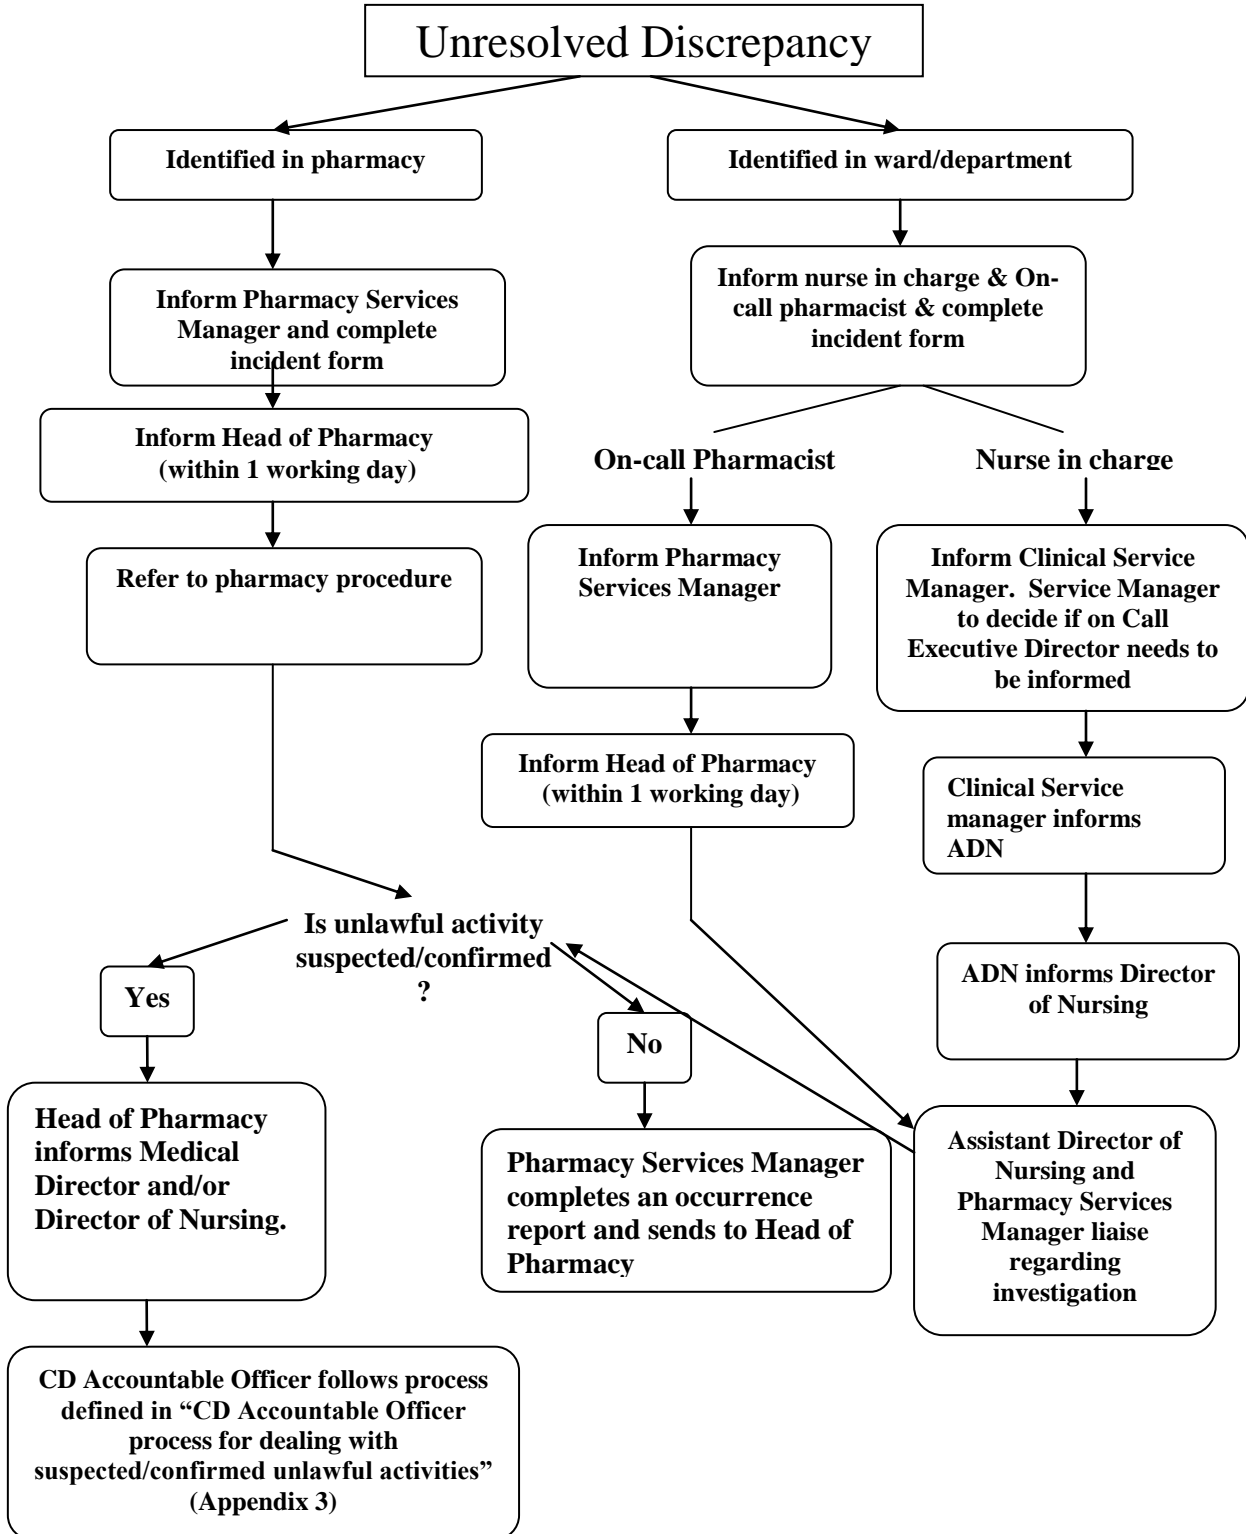 Unresolved Discrepancy
Identified in pharmacy
Identified in ward/department
Inform Pharmacy Services
Manager and complete
incident form
Inform nurse in charge & On-
call pharmacist & complete
incident form
Inform Head of Pharmacy
(within 1 working day)
On-call Pharmacist
Nurse in charge
Refer to pharmacy procedure
Inform Pharmacy
Services Manager
Inform Clinical Service
Manager.  Service Manager
to decide if on Call
Executive Director needs to
be informed
Inform Head of Pharmacy
(within 1 working day)
Clinical Service
manager informs
ADN
Is unlawful activity
suspected/confirmed
?
ADN informs Director
of Nursing
Yes
No
Head of Pharmacy
informs Medical
Director and/or
Director of Nursing.
Pharmacy Services Manager
completes an occurrence
report and sends to Head of
Pharmacy
Assistant Director of
Nursing and
Pharmacy Services
Manager liaise
regarding
investigation
CD Accountable Officer follows process
defined in “CD Accountable Officer
process for dealing with
suspected/confirmed unlawful activities”
(Appendix 3)